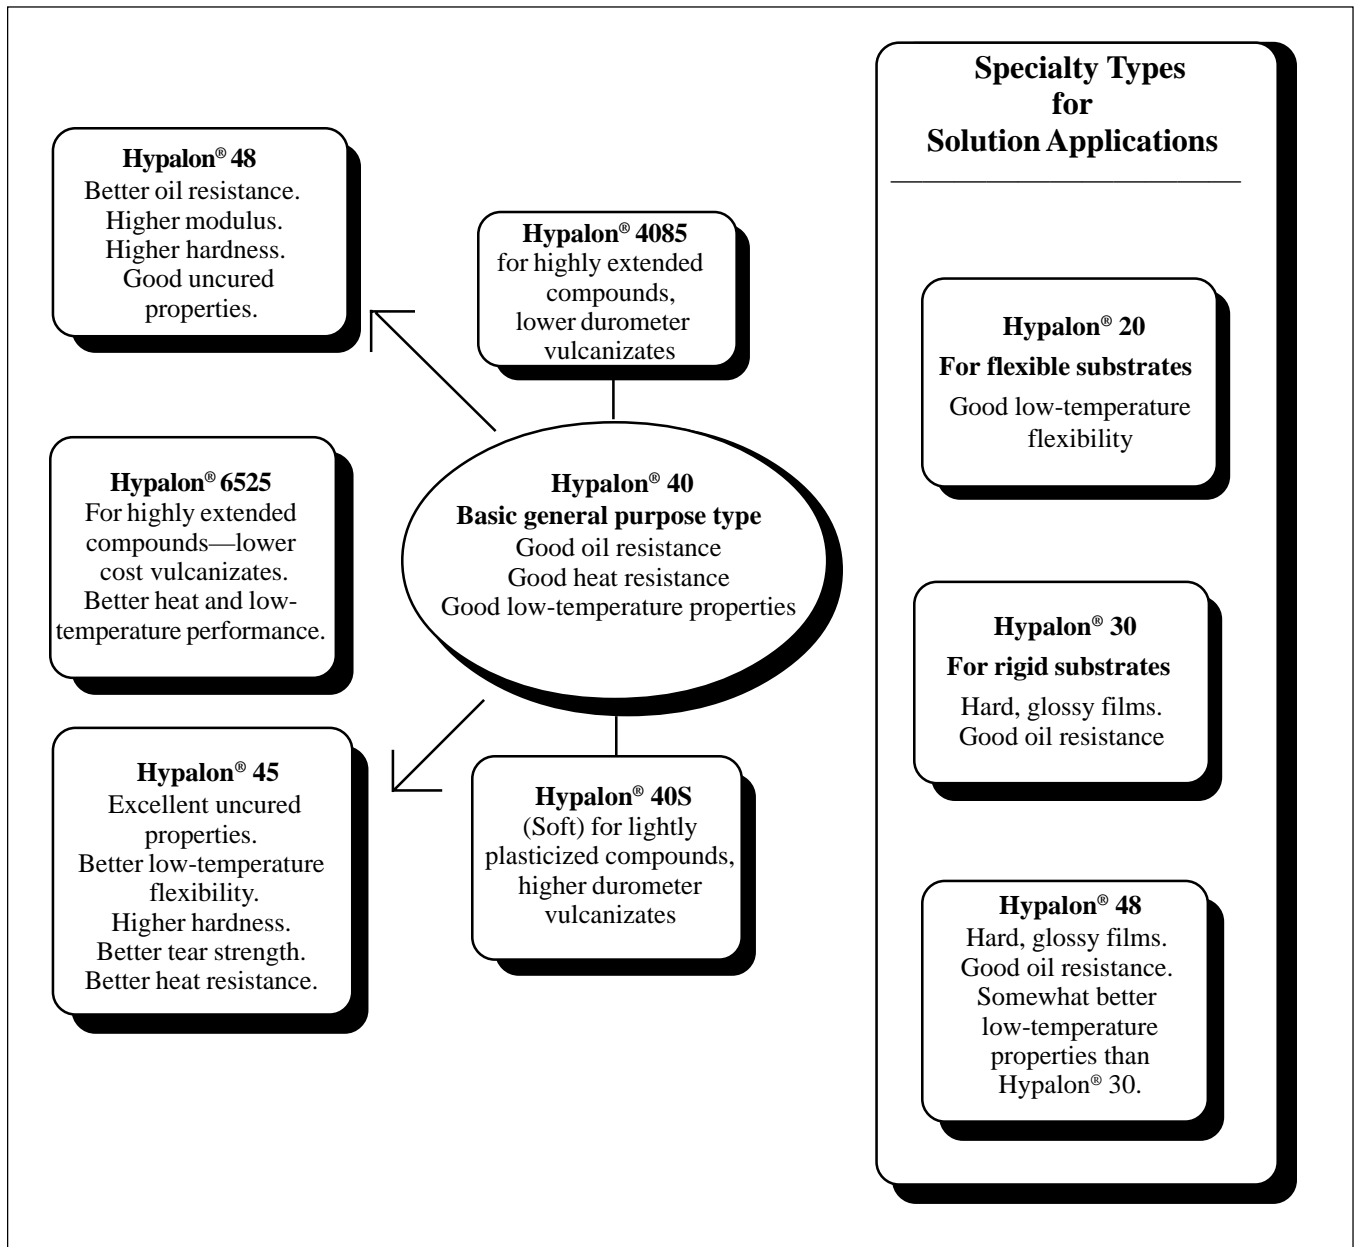 Hypalon® 48
Better oil resistance.
Higher modulus.
Higher hardness.
Good uncured
properties.
Hypalon® 4085
for highly extended
compounds,
lower durometer
vulcanizates
Hypalon® 6525
For highly extended
compounds—lower
cost vulcanizates.
Better heat and low-
temperature performance.
Hypalon® 40
Basic general purpose type
Good oil resistance
Good heat resistance
Good low-temperature properties
Hypalon® 45
Excellent uncured
properties.
Better low-temperature
flexibility.
Higher hardness.
Better tear strength.
Better heat resistance.
Hypalon® 40S
(Soft) for lightly
plasticized compounds,
higher durometer
vulcanizates
Specialty Types
for
Solution Applications
Hypalon® 20
For flexible substrates
Good low-temperature
flexibility
Hypalon® 30
For rigid substrates
Hard, glossy films.
Good oil resistance
Hypalon® 48
Hard, glossy films.
Good oil resistance.
Somewhat better
low-temperature
properties than
Hypalon® 30.